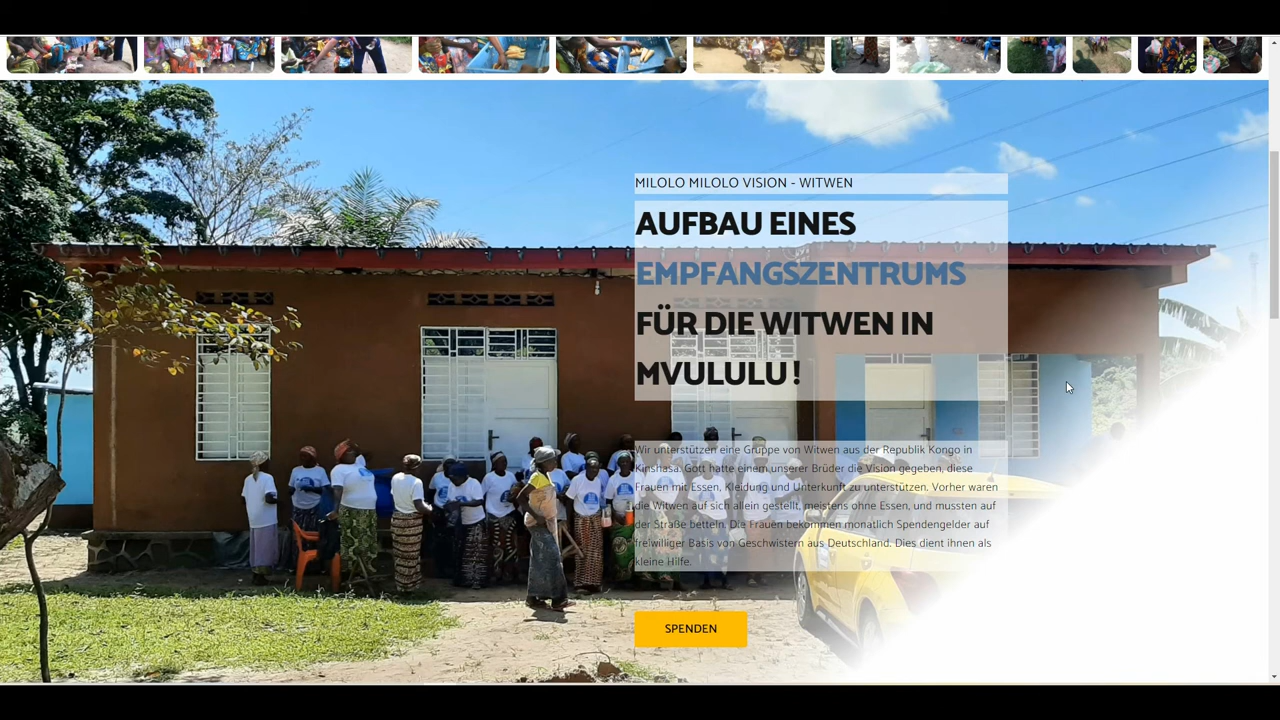 MILOLO MILOLO VISION - WITWEN
AUFBAU EINES
EMPFANGSZENTRUMS
FÜR DIE WITWEN IN
MVULULU !
Wir unterstützen eine Gruppe von Witwen aus der Republik Kongo in
Kinshasa. Gott hatte einem unserer Brüder die Vision gegeben, diese
Frauen mit Essen, Kleidung und Unterkunft zu unterstützen. Vorher waren
die Witwen auf sich allein gestellt, meistens ohne Essen, und mussten auf
der Straße betteln. Die Frauen bekommen monatlich Spendengelder auf
freiwilliger Basis von Geschwistern aus Deutschland. Dies dient ihnen als
kleine Hilfe.
SPENDEN